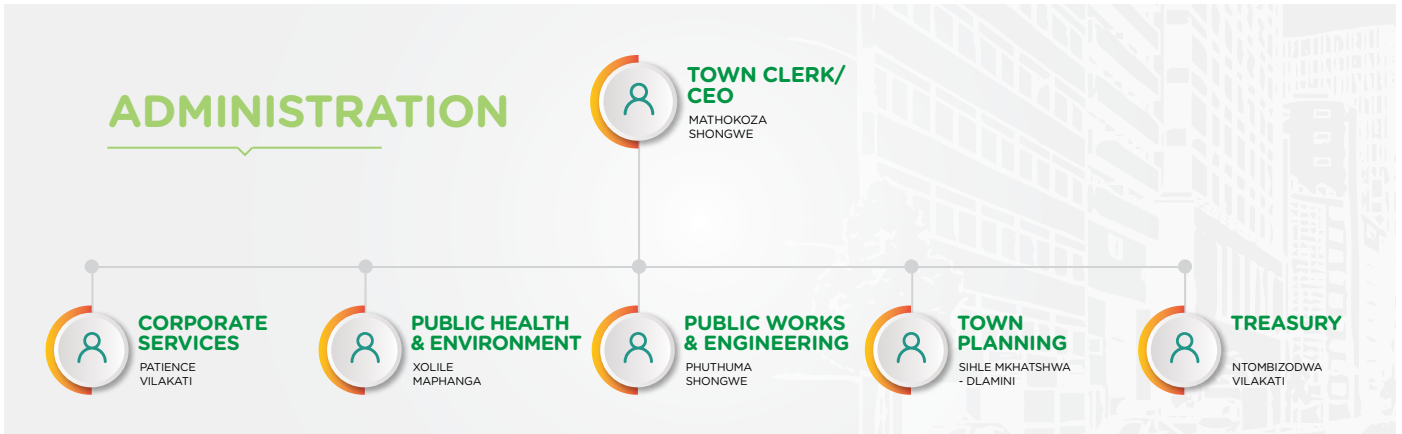 ADMINISTRATION
TOWN CLERK/
CEO
MATHOKOZA
SHONGWE
CORPORATE
SERVICES
PATIENCE
VILAKATI
PUBLIC HEALTH
& ENVIRONMENT
XOLILE
MAPHANGA
PUBLIC WORKS
& ENGINEERING
PHUTHUMA
SHONGWE
TOWN
PLANNING
SIHLE MKHATSHWA
- DLAMINI
TREASURY
NTOMBIZODWA
VILAKATI